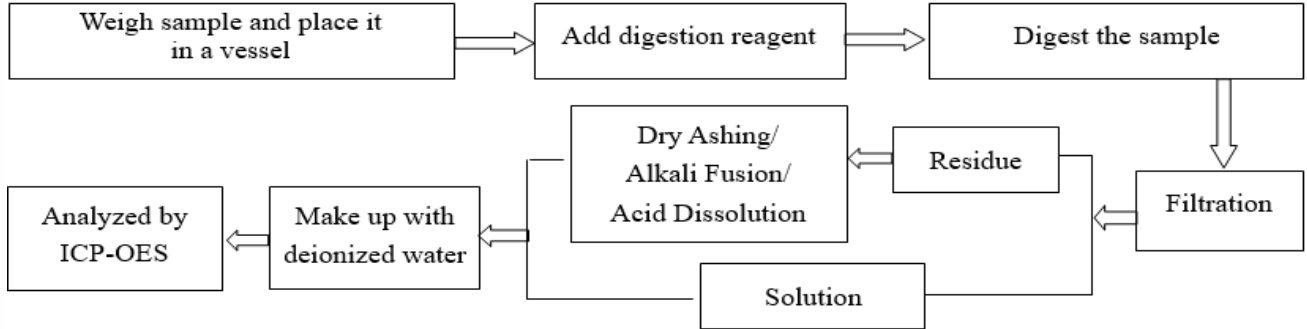 Weigh sample and place it
in a vessel
Add digestion reagent
Digest the sample
Filtration
Residue
Dry Ashing/
Alkali Fusion/
Acid Dissolution
Solution
Make up with
deionized water
Analyzed by
ICP-OES